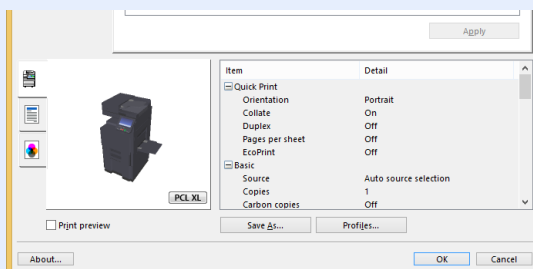 Apply
Item Detail
Quick Print
Orientation Portrait
Collate On
Duplex Off
Pages per sheet Off
EcoPrint Off
Basic
Source Auto source selection
Copies 1
Carbon copies Off
PCL XL
Print preview Save As... Profiles...
About... OK Cancel